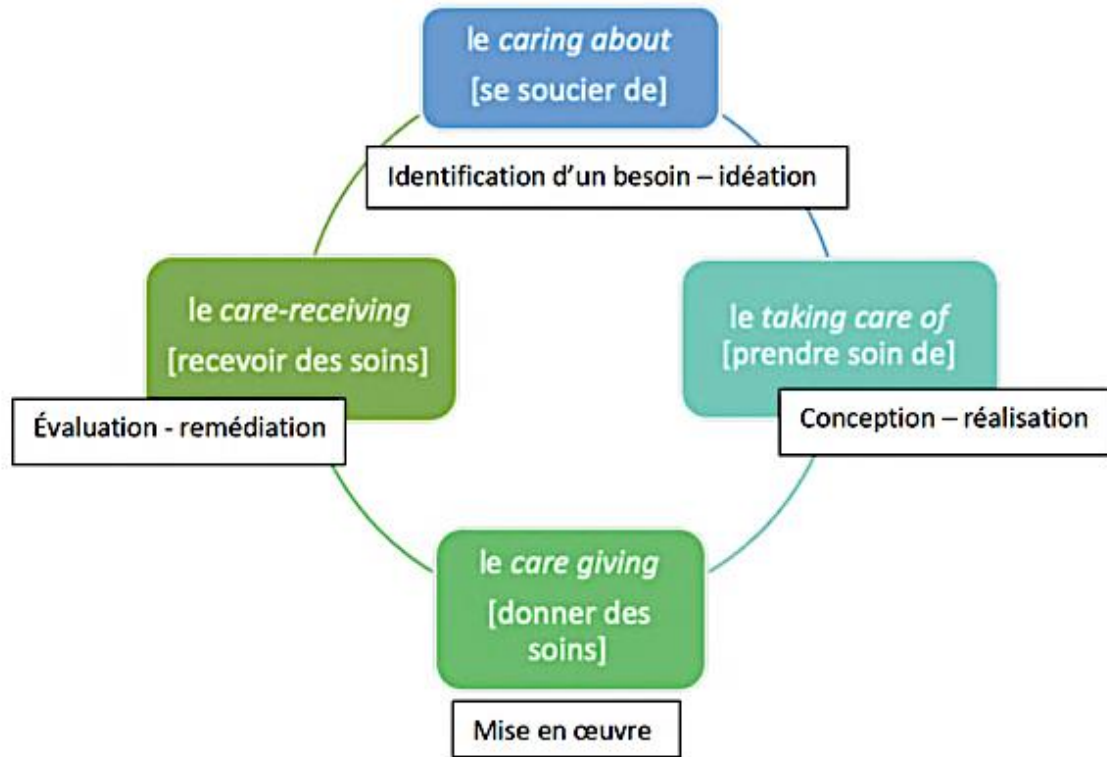 le caring about
[se soucier de]
Identification d'un besoin – idéation
le taking care of
[prendre soin de]
Conception – réalisation
le care giving
[donner des
soins]
Mise en œuvre
le care-receiving
[recevoir des soins]
Évaluation - remédiation